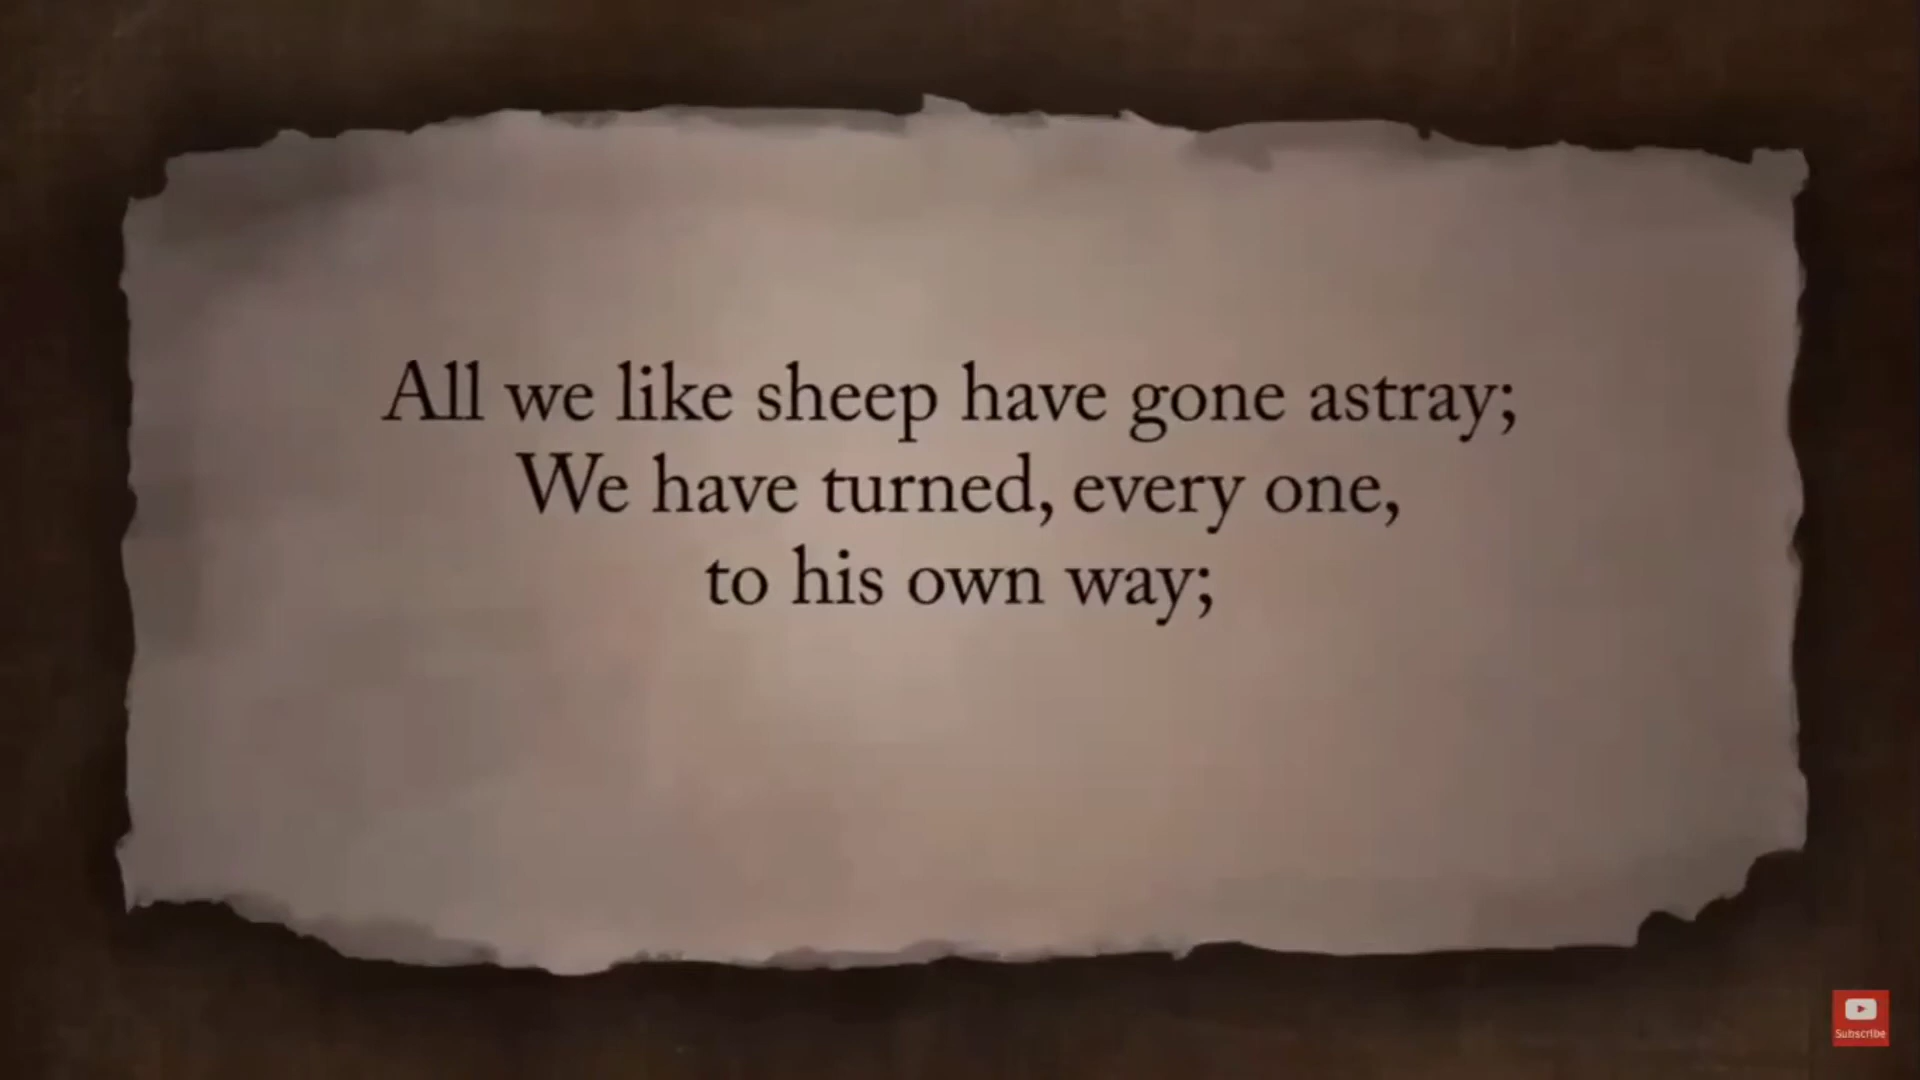 All we like sheep have gone astray;
We have turned, every one,
to his own way;
Subscribe